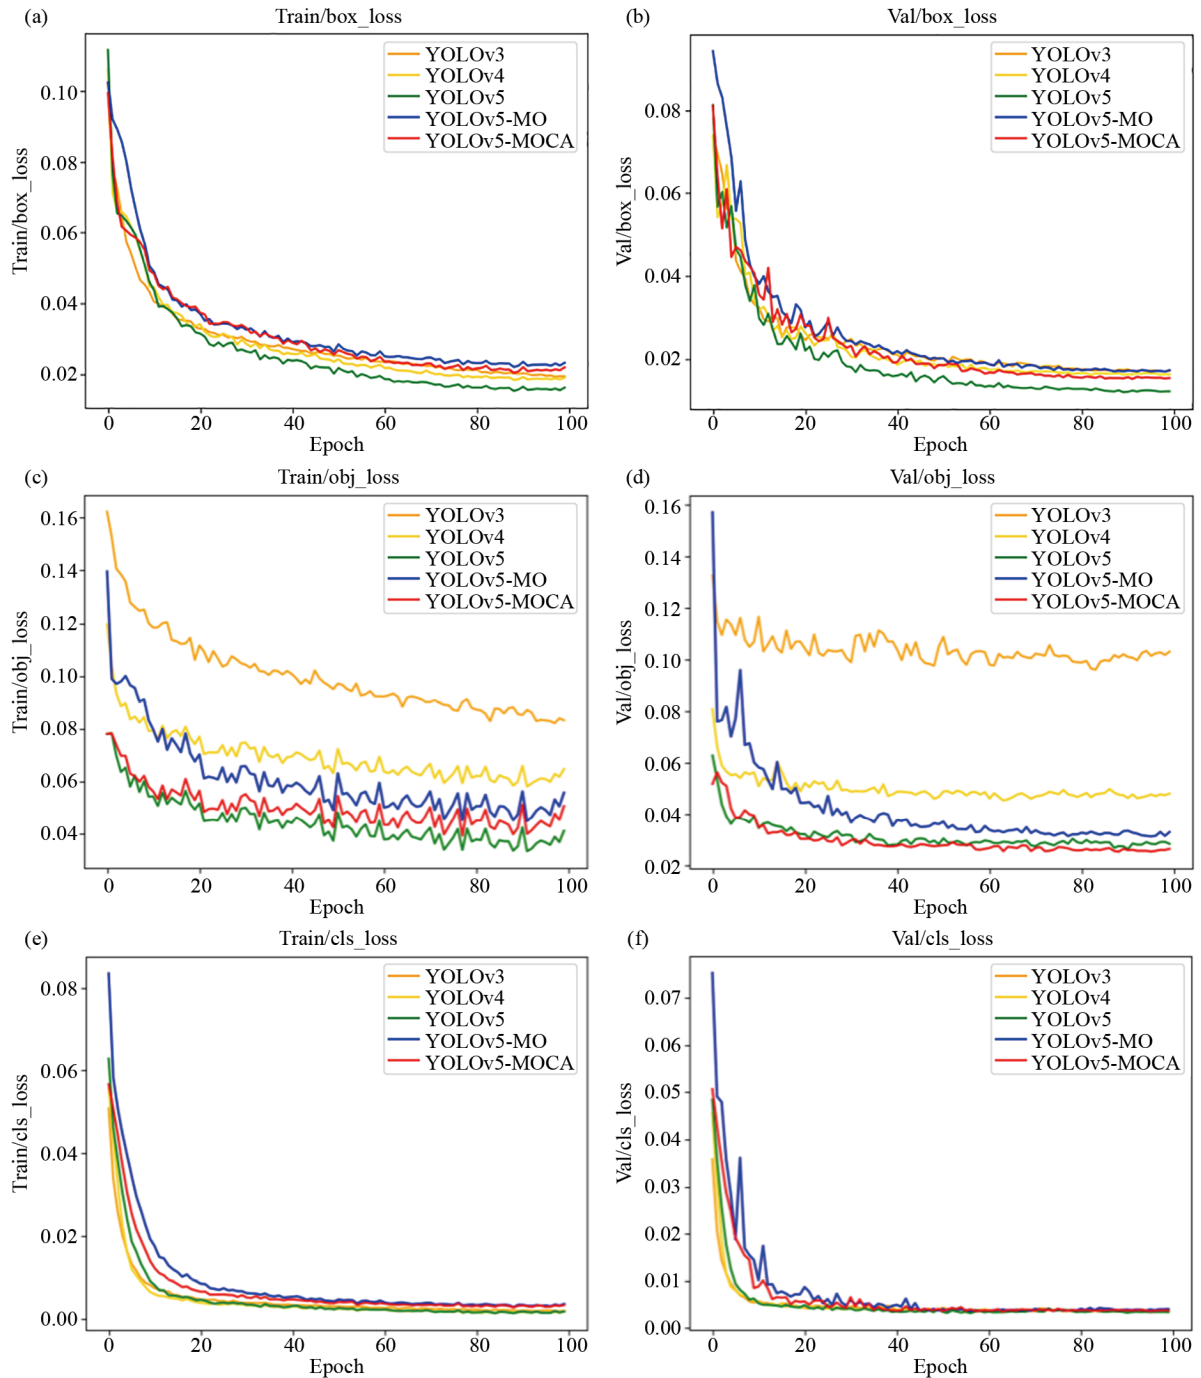 (a)
Train/box_loss
YOLOv3
YOLOv4
YOLOv5
YOLOv5-MO
YOLOv5-MOCA
0.10
0.08
0.06
0.04
0.02
Train/box_loss
0 20 40 60 80 100
Epoch
(b)
Val/box_loss
YOLOv3
YOLOv4
YOLOv5
YOLOv5-MO
YOLOv5-MOCA
0.08
0.06
0.04
0.02
Val/box_loss
0 20 40 60 80 100
Epoch
(c)
Train/obj_loss
YOLOv3
YOLOv4
YOLOv5
YOLOv5-MO
YOLOv5-MOCA
0.16
0.14
0.12
0.10
0.08
0.06
0.04
Train/obj_loss
0 20 40 60 80 100
Epoch
(d)
Val/obj_loss
YOLOv3
YOLOv4
YOLOv5
YOLOv5-MO
YOLOv5-MOCA
0.16
0.14
0.12
0.10
0.08
0.06
0.04
0.02
Val/obj_loss
0 20 40 60 80 100
Epoch
(e)
Train/cls_loss
YOLOv3
YOLOv4
YOLOv5
YOLOv5-MO
YOLOv5-MOCA
0.08
0.06
0.04
0.02
0.00
Train/cls_loss
0 20 40 60 80 100
Epoch
(f)
Val/cls_loss
YOLOv3
YOLOv4
YOLOv5
YOLOv5-MO
YOLOv5-MOCA
0.07
0.06
0.05
0.04
0.03
0.02
0.01
0.00
Val/cls_loss
0 20 40 60 80 100
Epoch